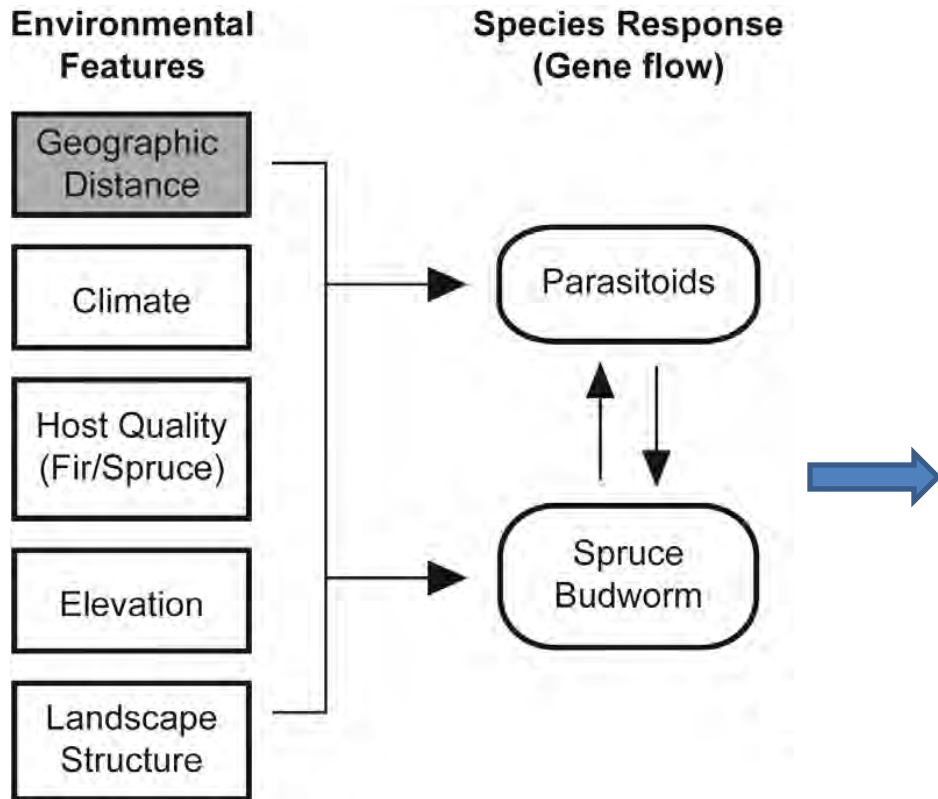 Environmental
Features
Species Response
(Gene flow)
Geographic
Distance
Climate
Host Quality
(Fir/Spruce)
Elevation
Landscape
Structure
Parasitoids
Spruce
Budworm